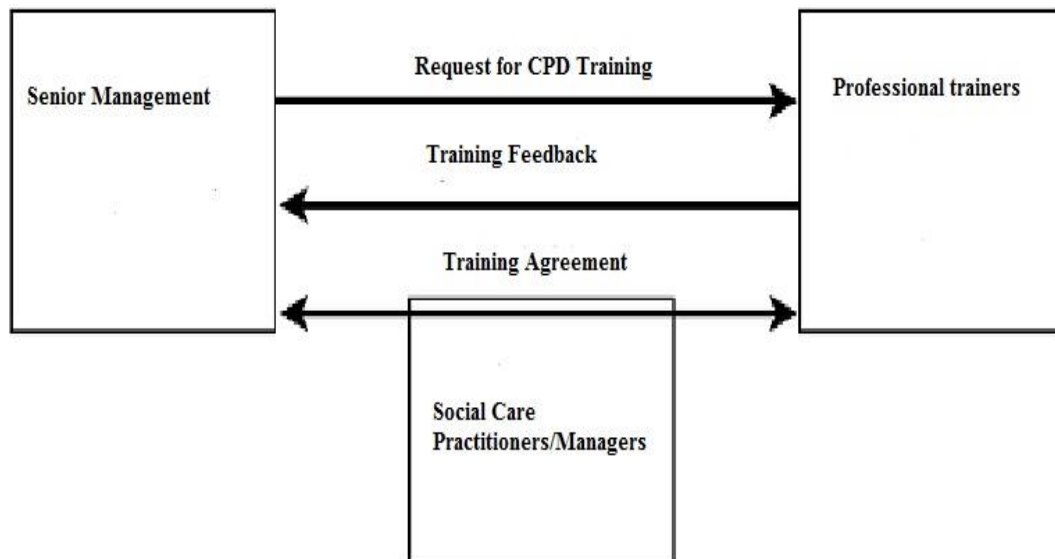 Request for CPD Training
Senior Management
Professional trainers
Training Feedback
Training Agreement
Social Care
Practitioners/Managers